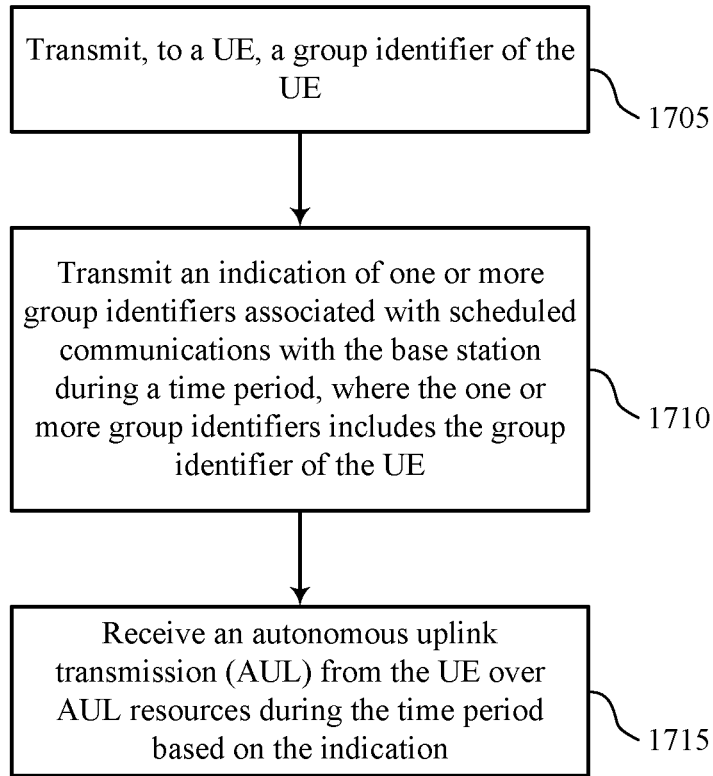 Transmit, to a UE, a group identifier of the
UE
1705
Transmit an indication of one or more
group identifiers associated with scheduled
communications with the base station
during a time period, where the one or
more group identifiers includes the group
identifier of the UE
1710
Receive an autonomous uplink
transmission (AUL) from the UE over
AUL resources during the time period
based on the indication
1715